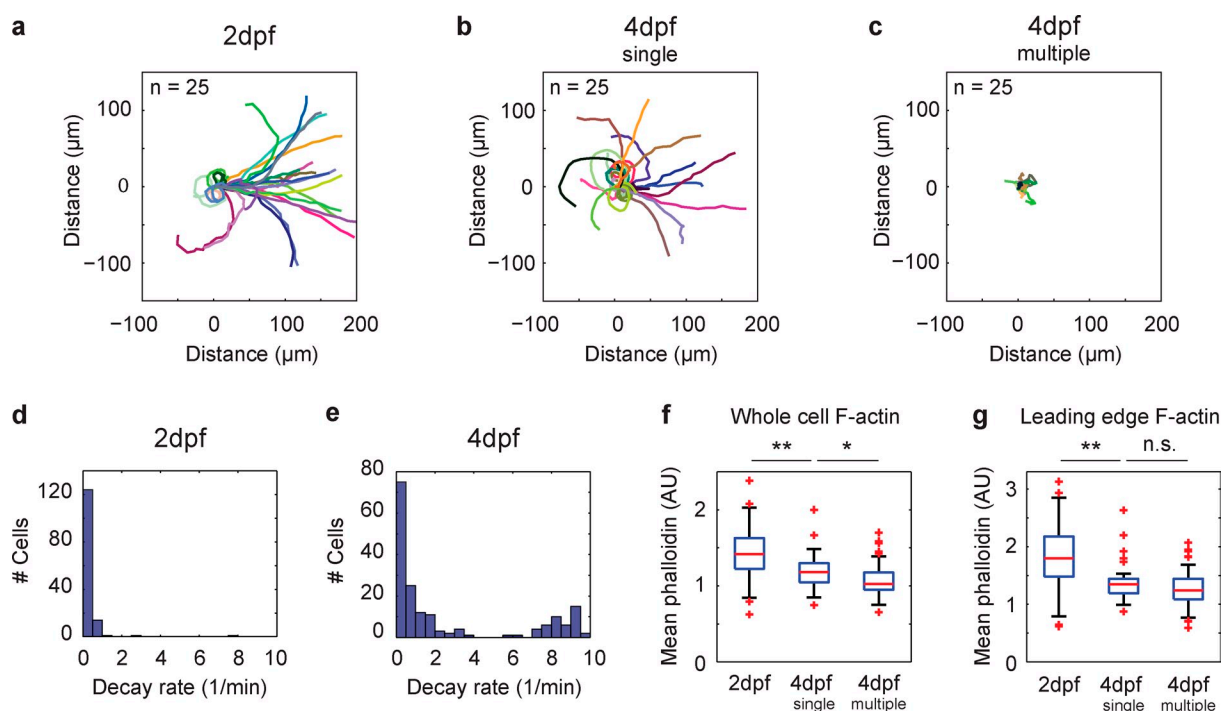 a
2dpf
b
4dpf
single
c
4dpf
multiple
n = 25
100
0
−100
Distance (µm)
−100 0 100 200
Distance (µm)
n = 25
100
0
−100
Distance (µm)
−100 0 100 200
Distance (µm)
n = 25
100
0
−100
Distance (µm)
−100 0 100 200
Distance (µm)
d
2dpf
120
80
40
0
# Cells
0 2 4 6 8 10
Decay rate (1/min)
e
4dpf
80
60
40
20
0
# Cells
0 2 4 6 8 10
Decay rate (1/min)
f
Whole cell F-actin
** *
2
1
0
Mean phalloidin (AU)
2dpf 4dpf 4dpf
single multiple
g
Leading edge F-actin
** n.s.
3
2
1
0
Mean phalloidin (AU)
2dpf 4dpf 4dpf
single multiple